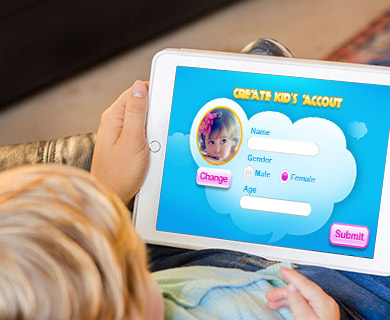 CREATE KID'S 'ACCOUT
Name
Gender
Male Female
Change
Age
Submit